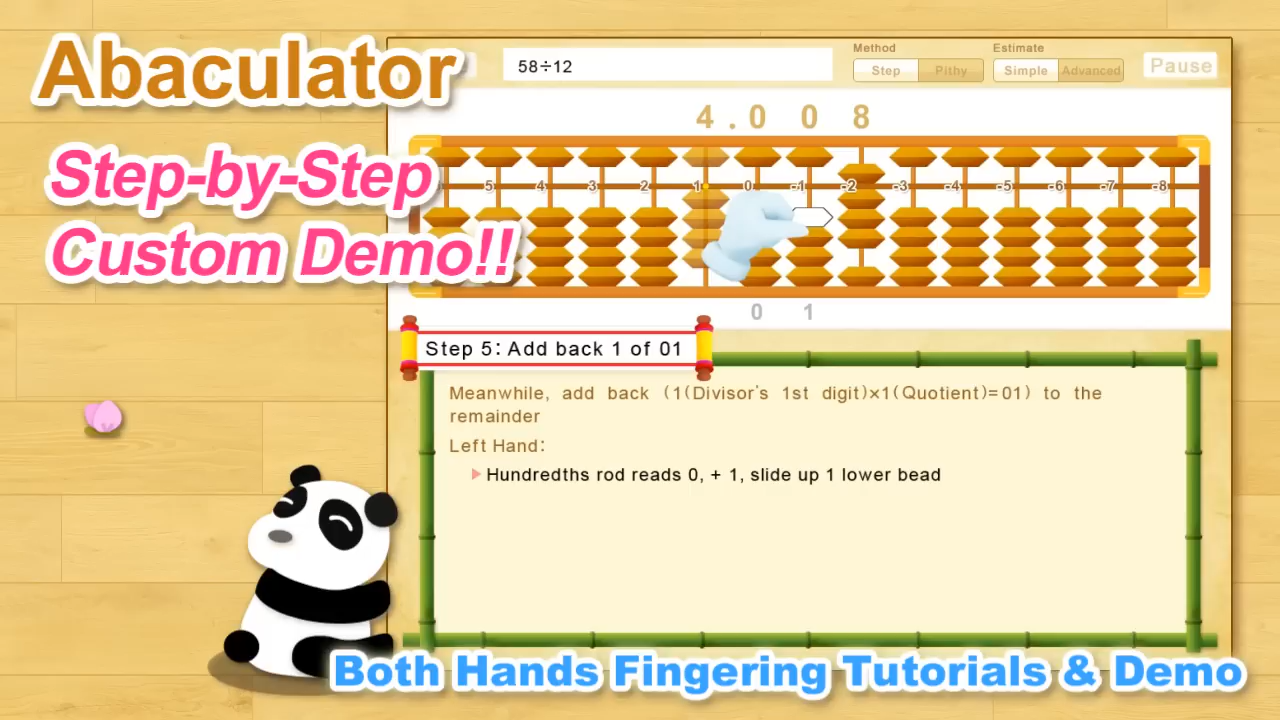 Abaculator
Step-by-Step
Custom Demo!!
58÷12
Method
Step Pithy
Estimate
Simple Advanced
Pause
4.0 0 8
5 4 3 2 1 0 -1 -2 -3 -4 -5 -6 -7 -8
0 1
Step 5: Add back 1 of 01
Meanwhile, add back (1(Divisor's 1st digit)×1(Quotient)=01) to the
remainder
Left Hand:
Hundredths rod reads 0, + 1, slide up 1 lower bead
Both Hands Fingering Tutorials & Demo